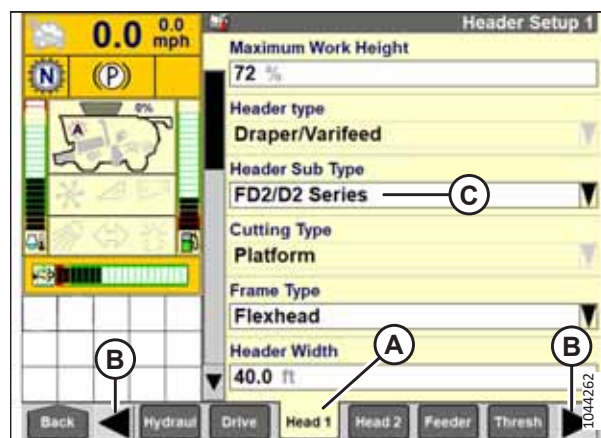 0.0 0.0 mph
Header Setup 1
N (P)
Maximum Work Height
72 %
0%
A
Header type
Draper/Varifeed
Header Sub Type
FD2/D2 Series
C
Cutting Type
Platform
Frame Type
Flexhead
Header Width
40.0 ft
A
B
B
Back
Hydraul
Drive
Head 1
Head 2
Feeder
Thresh
1044262